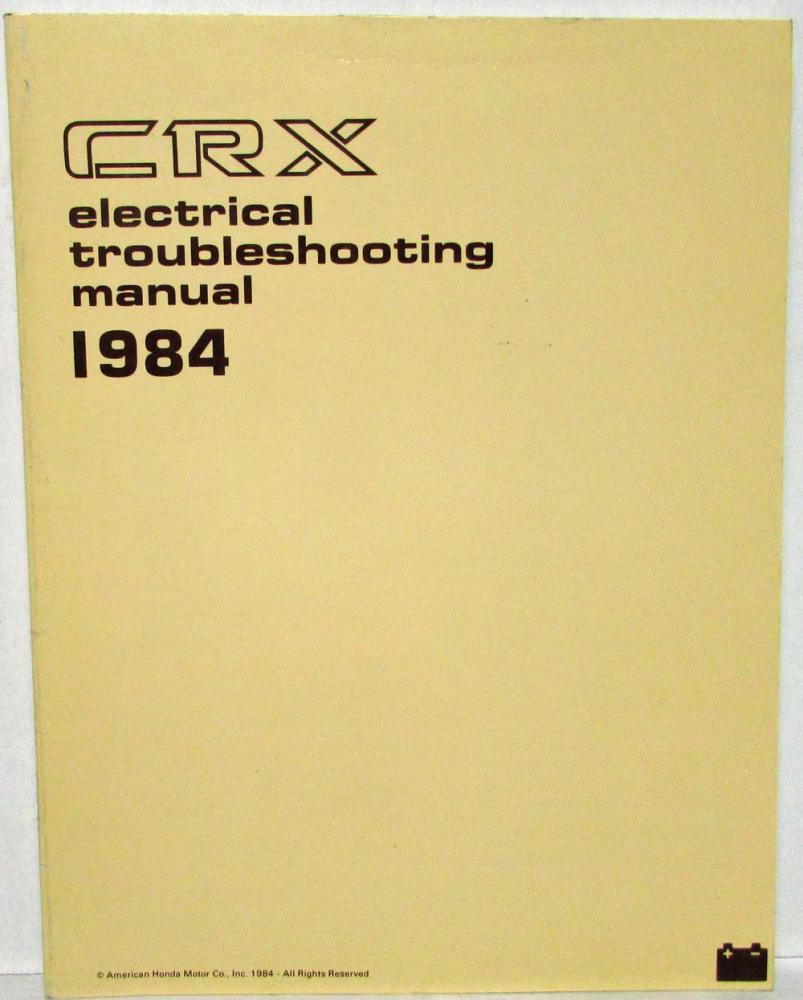 CRX
electrical
troubleshooting
manual
1984
© American Honda Motor Co., Inc. 1984 - All Rights Reserved
+ -